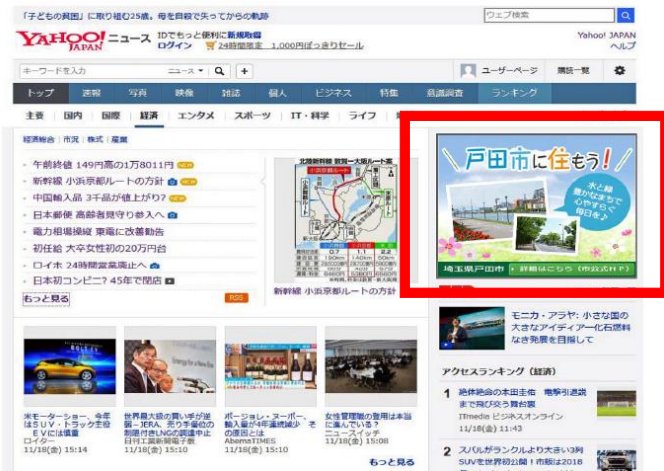 「子どもの貧困」に取り組む25歳。母を自殺で失ってからの軌跡
ウェブ検索
YAHOO! JAPAN ニュース
IDでもっと便利に新規取得
ログイン 24時間限定 1,000円ぽっきりセール
Yahoo! JAPAN
ヘルプ
キーワードを入力 ニュース Q +
ユーザーページ 購読一覧
トップ 速報 写真 映像 雑誌 個人 ビジネス 特集 意識調査 ランキング
主要 国内 国際 経済 エンタメ スポーツ IT・科学 ライフ
経済総合 市況 株式 産業
午前終値 149円高の1万8011円
新幹線 小浜京都ルートの方針
中国輸入品 3千品が値上がり?
日本郵便 高齢者見守り参入へ
電力相場操縦 東電に改善勧告
初任給 大卒女性初の20万円台
ロイホ 24時間営業廃止へ
日本初コンビニ? 45年で閉店
もっと見る
RSS
北陸新幹線 敦賀ー大阪ルート案
新幹線 小浜京都ルートの方針
戸田市に住もう!
水と緑
豊かなまちで
心やすらぐ
毎日を♪
埼玉県戸田市 詳細はこちら(市公式HP)
モニカ・アラヤ: 小さな国の
大きなアイディアー化石燃料
なき発展を目指して
アクセスランキング(経済)
1 絶体絶命の本田圭佑 電撃引退説
まで飛び交う舞台裏
ITmedia ビジネスオンライン
11/18(金) 11:43
2 スバルがランクルより大きい3列
SUVを世界初公開!市販は2018
米モーターショー、今年
はSUV・トラック主役
EVには慎重
ロイター
11/18(金) 15:14
世界最大級の買い手が逆
襲−JERA、売り手優位の
制限付きLNGの調達中止
日刊工業新聞電子版
11/18(金) 15:10
ボージョレ・ヌーボー、
輸入量が4年連続減少 そ
の原因とは
AbemaTIMES
11/18(金) 15:10
女性管理職の登用は本当
に進んでいる?
ニュースイッチ
11/18(金) 15:08
もっと見る